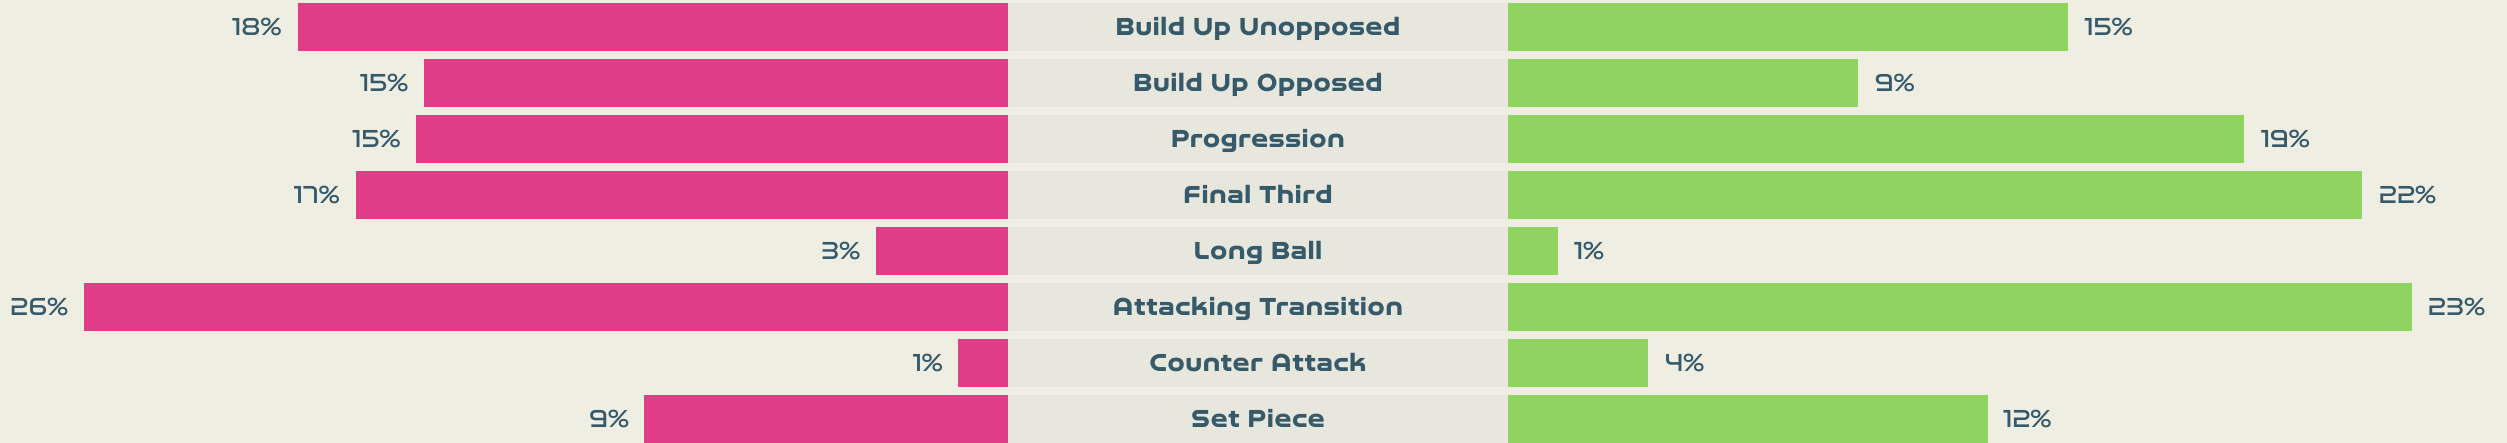 18% Build Up Unopposed 15%
15% Build Up Opposed 9%
15% Progression 19%
17% Final Third 22%
3% Long Ball 1%
26% Attacking Transition 23%
1% Counter Attack 4%
9% Set Piece 12%